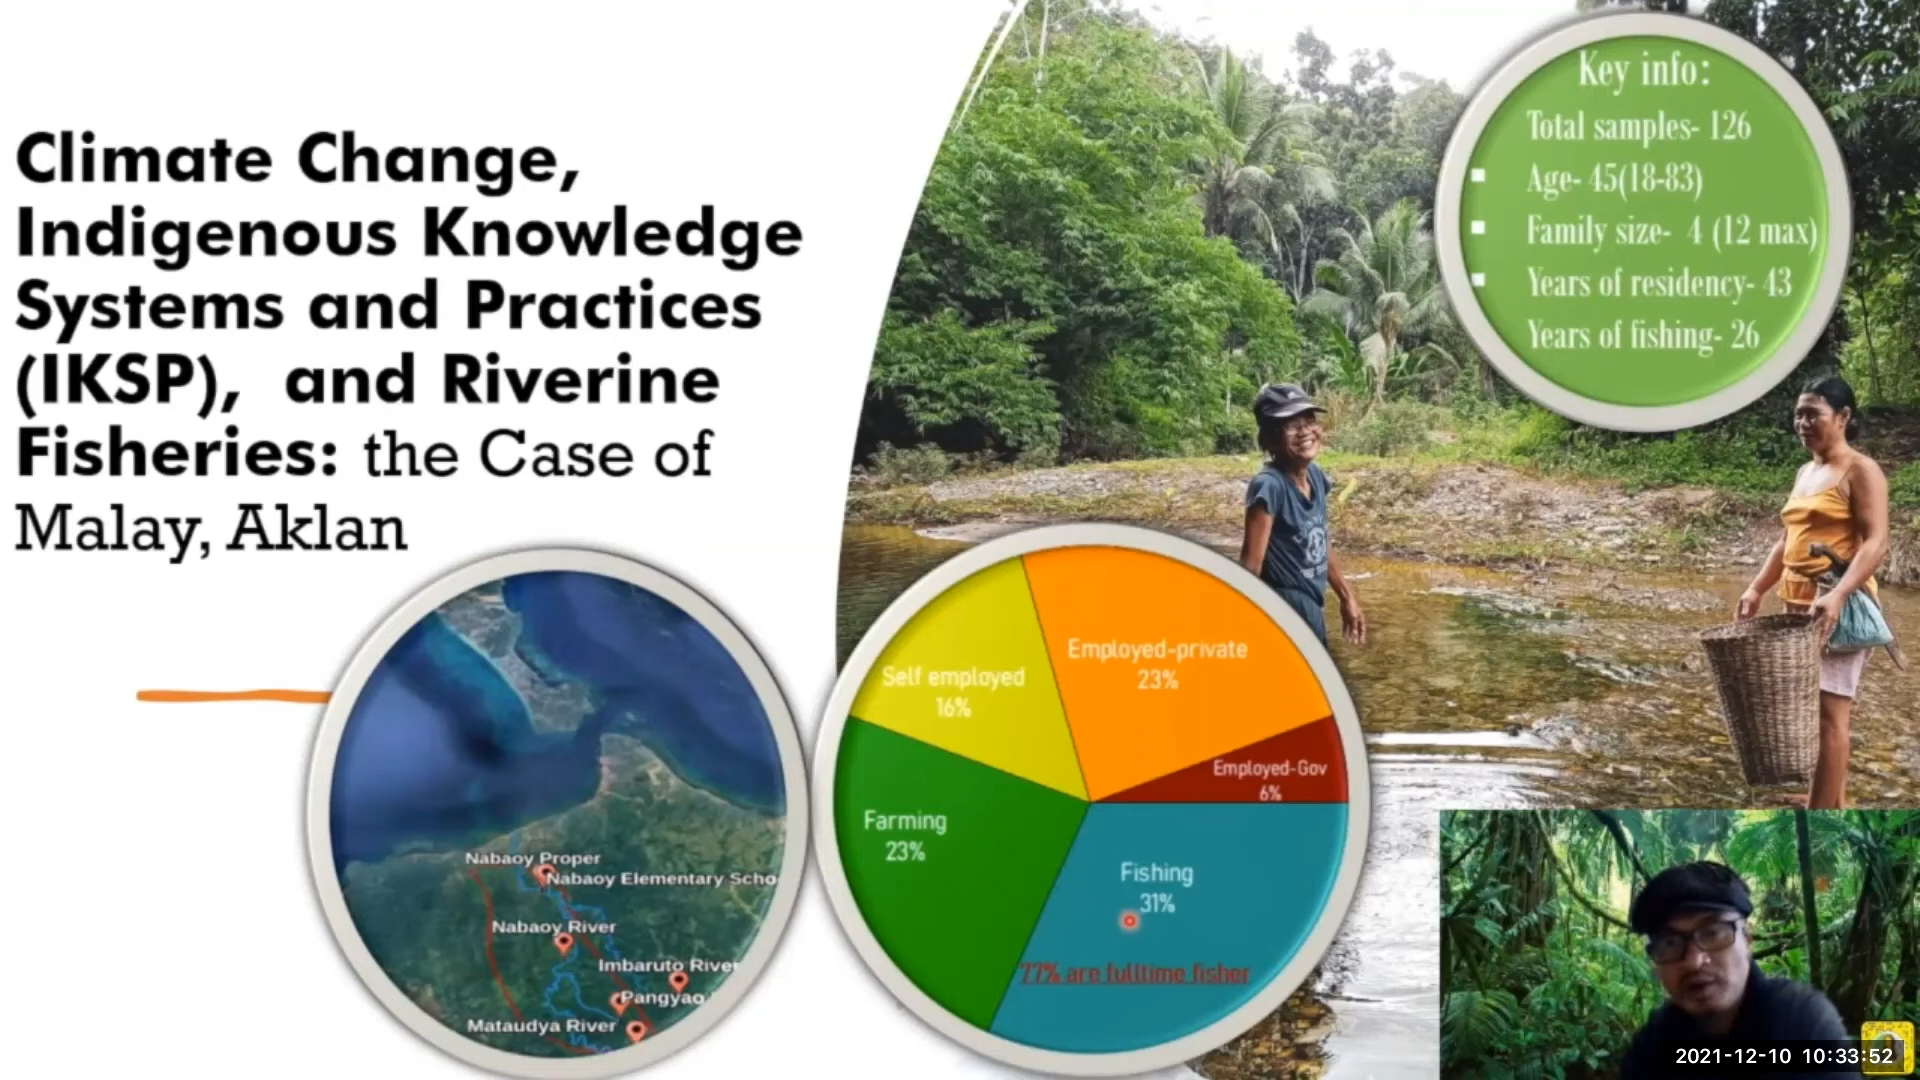 Climate Change,
Indigenous Knowledge
Systems and Practices
(IKSP), and Riverine
Fisheries: the Case of
Malay, Aklan
Key info:
Total samples- 126
Age- 45(18-83)
Family size- 4 (12 max)
Years of residency- 43
Years of fishing- 26
Nabaoy Proper
Nabaoy Elementary Scho
Nabaoy River
Imbaruto River
Pangyao
Mataudya River
Self employed
16%
Employed-private
23%
Employed-Gov
6%
Farming
23%
Fishing
31%
77% are fulltime fisher
2021-12-10 10:33:52